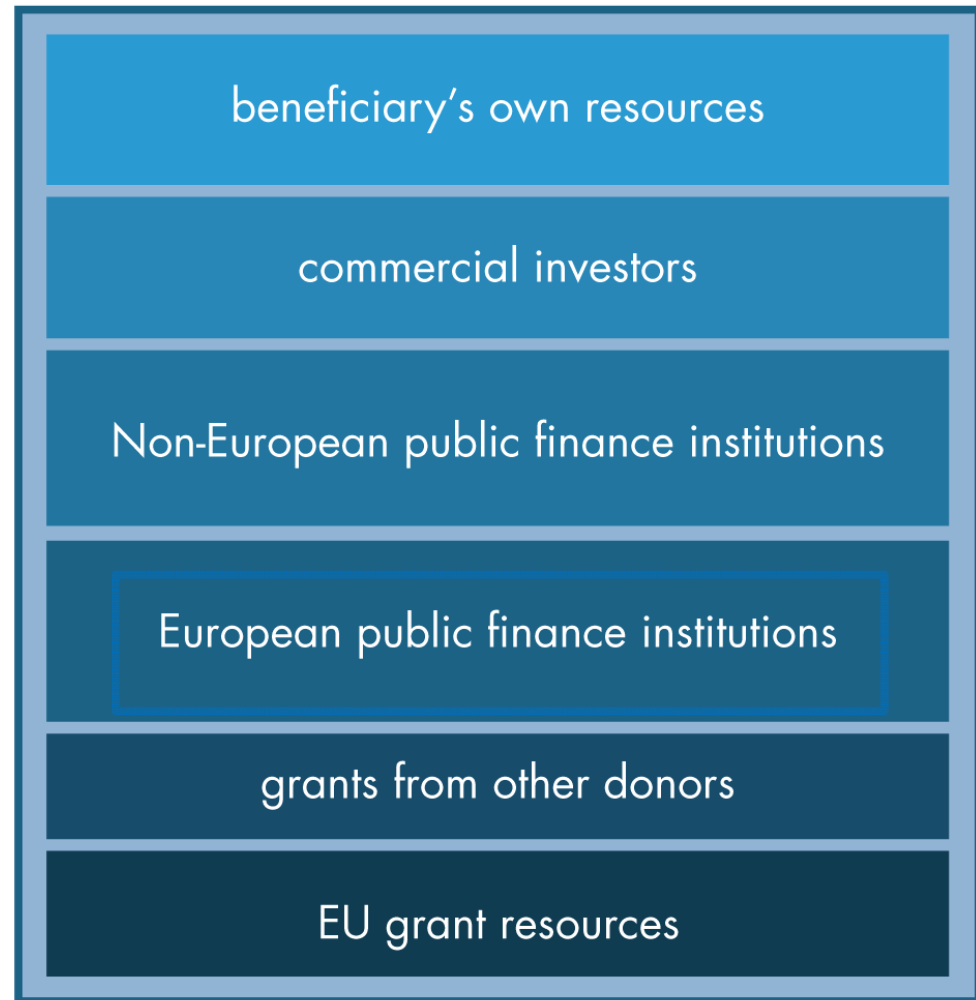 beneficiary’s own resources
commercial investors
Non-European public finance institutions
European public finance institutions
grants from other donors
EU grant resources